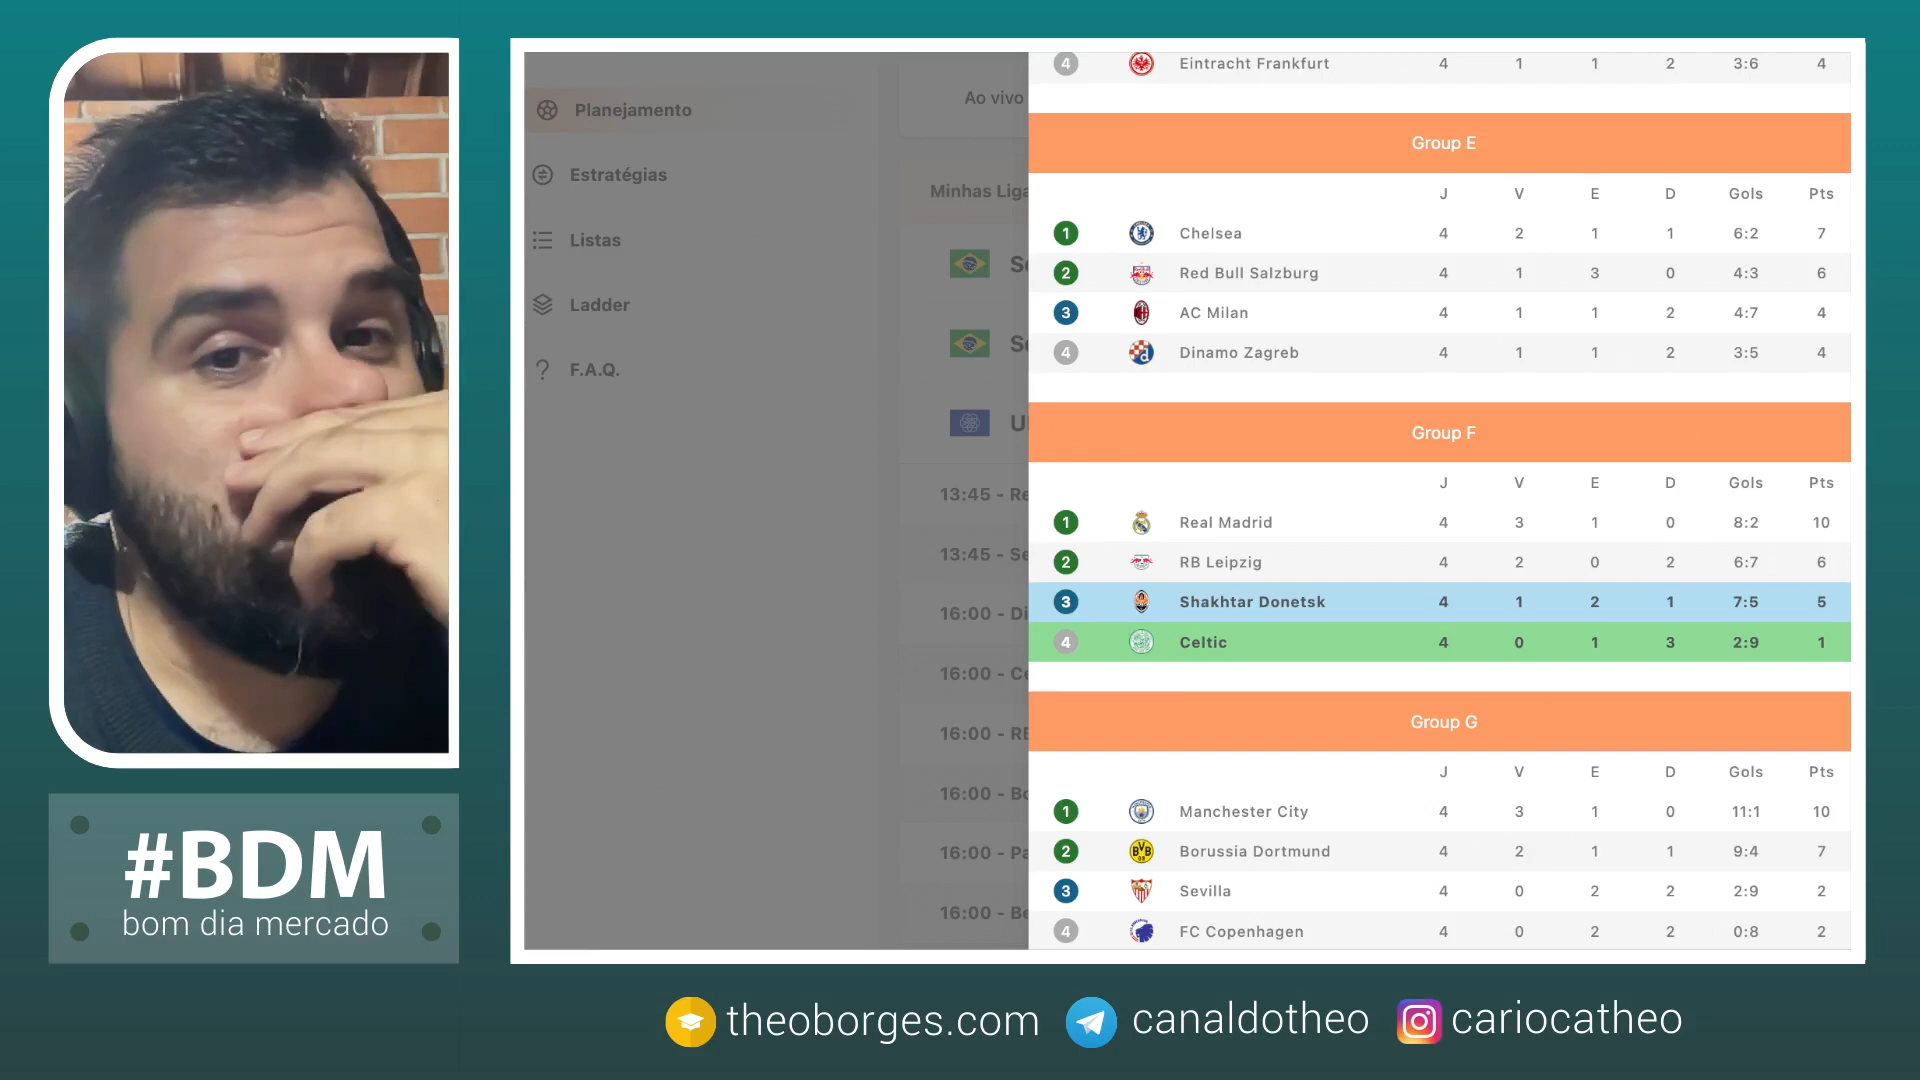 Planejamento
Estratégias
Listas
Ladder
F.A.Q.
Ao vivo
Minhas Liga
13:45 - Re
13:45 - Se
16:00 - Di
16:00 - Ce
16:00 - RB
16:00 - Bo
16:00 - Pa
16:00 - Be
4 Eintracht Frankfurt 4 1 1 2 3:6 4
Group E
J V E D Gols Pts
1 Chelsea 4 2 1 1 6:2 7
2 Red Bull Salzburg 4 1 3 0 4:3 6
3 AC Milan 4 1 1 2 4:7 4
4 Dinamo Zagreb 4 1 1 2 3:5 4
Group F
J V E D Gols Pts
1 Real Madrid 4 3 1 0 8:2 10
2 RB Leipzig 4 2 0 2 6:7 6
3 Shakhtar Donetsk 4 1 2 1 7:5 5
4 Celtic 4 0 1 3 2:9 1
Group G
J V E D Gols Pts
1 Manchester City 4 3 1 0 11:1 10
2 Borussia Dortmund 4 2 1 1 9:4 7
3 Sevilla 4 0 2 2 2:9 2
4 FC Copenhagen 4 0 2 2 0:8 2
#BDM
bom dia mercado
theoborges.com canaldotheo cariocatheo